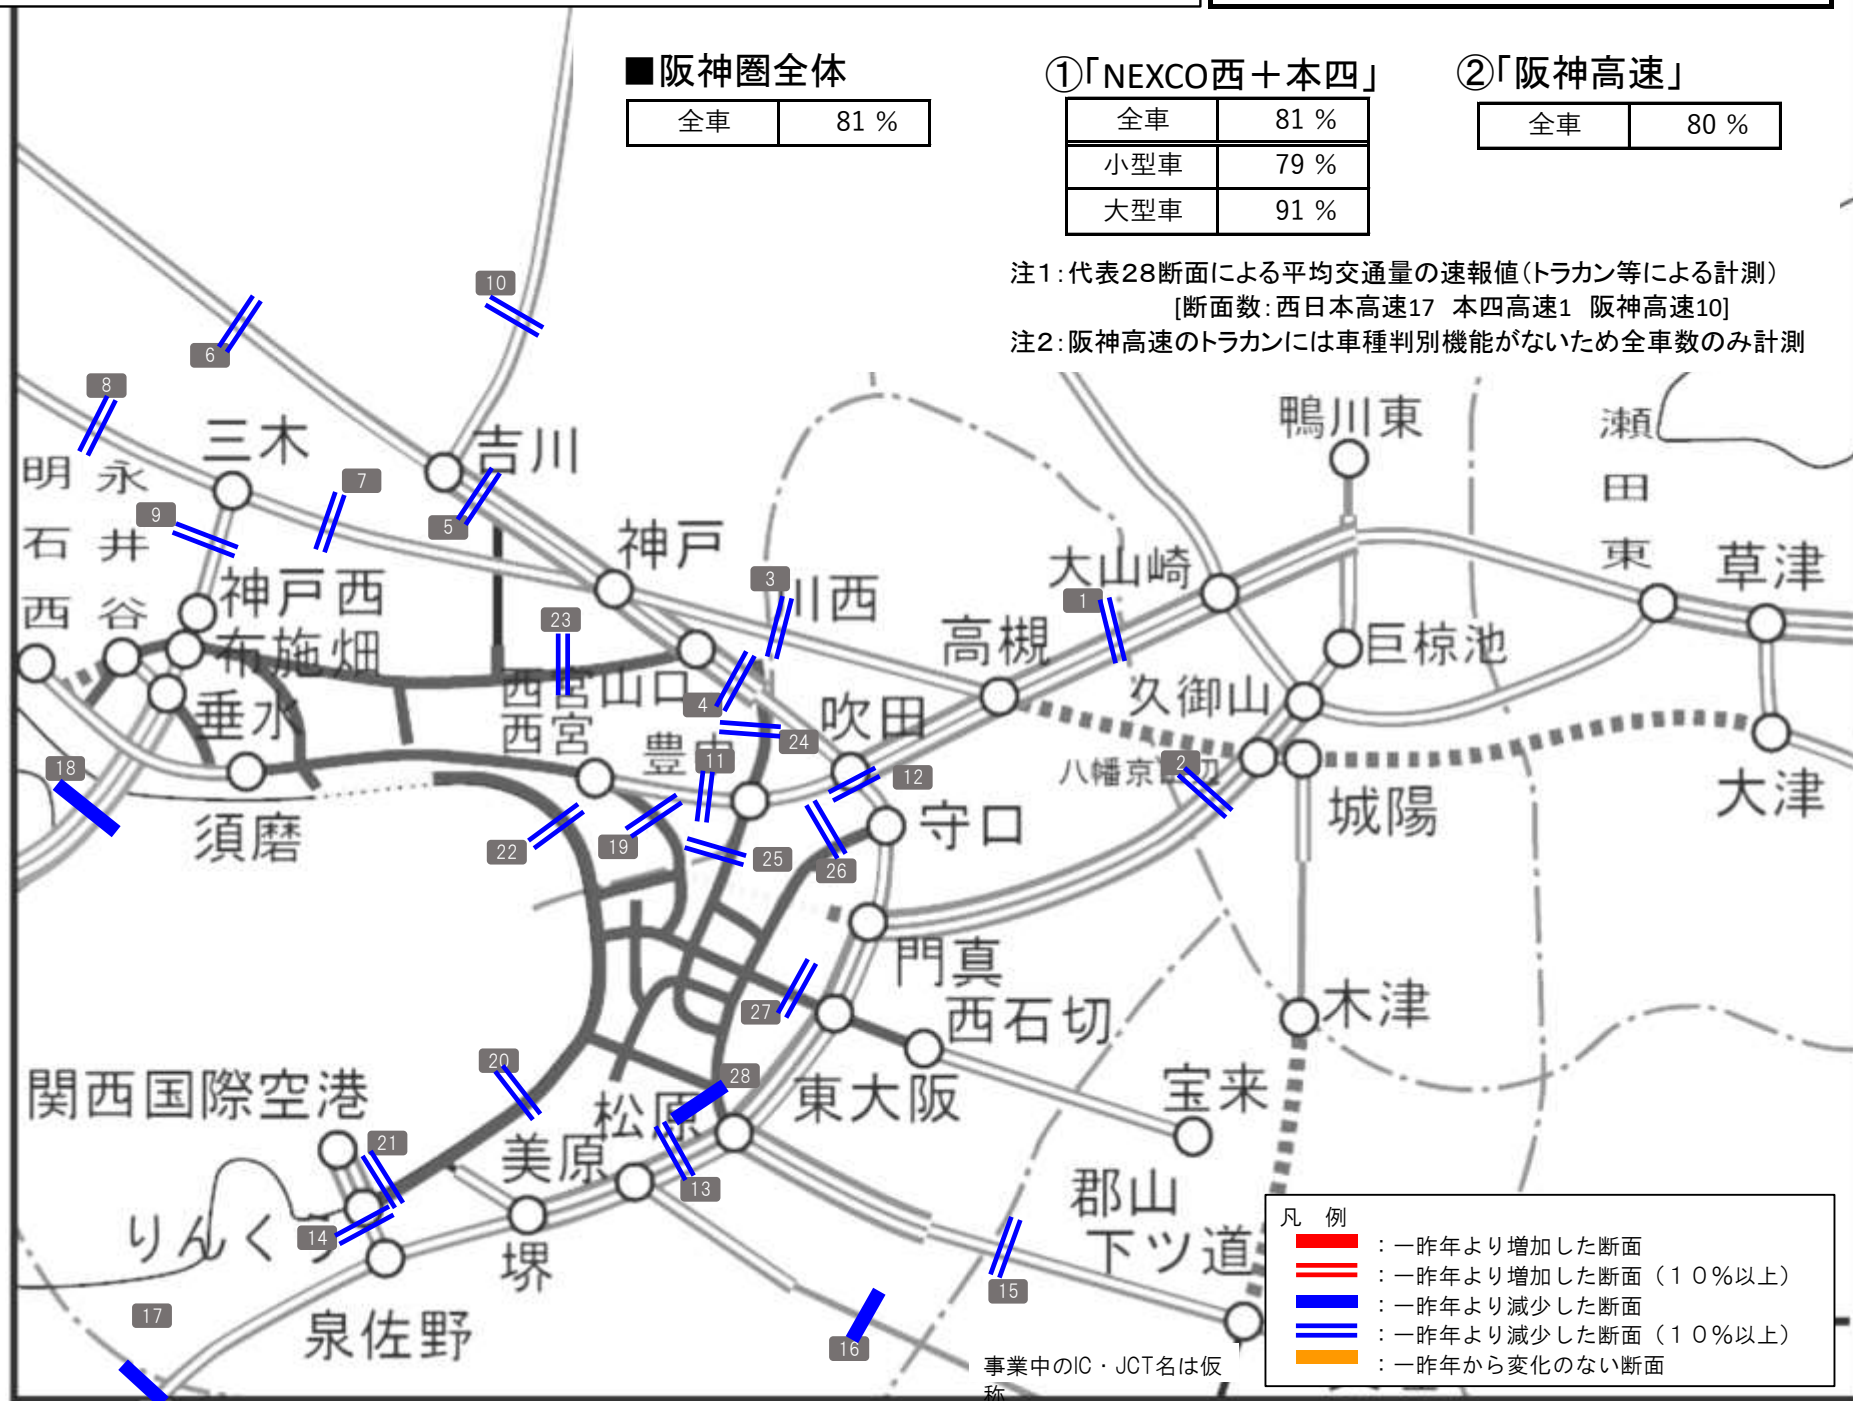 ■阪神圏全体
全車 81 %
①「NEXCO西＋本四」
全車 81 %
小型車 79 %
大型車 91 %
②「阪神高速」
全車 80 %
注１：代表２８断面による平均交通量の速報値（トラカン等による計測）
[断面数：西日本高速17 本四高速1 阪神高速10]
注２：阪神高速のトラカンには車種判別機能がないため全車数のみ計測
10
6
8
三木
吉川
鴨川東
瀬田東
明石西
永井谷
7
9
5
神戸
大山崎
草津
3
川西
1
神戸西
布施畑
23
高槻
巨椋池
西宮山口
西宮
4
久御山
垂水
吹田
24
豊中
11
12
18
八幡京田辺
2
大津
城陽
須磨
守口
22
19
25
26
門真
27
西石切
木津
20
28
関西国際空港
松原
東大阪
宝来
21
美原
13
郡山
下ツ道
りんくう
14
堺
15
17
泉佐野
16
事業中のIC・JCT名は仮
称
凡 例
：一昨年より増加した断面
：一昨年より増加した断面（１０％以上）
：一昨年より減少した断面
：一昨年より減少した断面（１０％以上）
：一昨年から変化のない断面